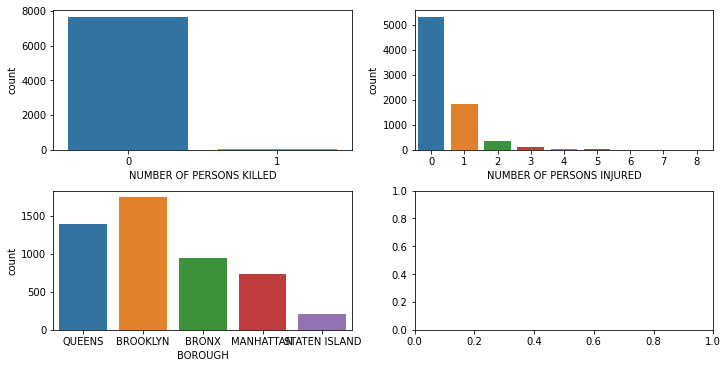 8000
6000
4000
2000
0
count
0 1
NUMBER OF PERSONS KILLED
5000
4000
3000
2000
1000
0
count
0 1 2 3 4 5 6 7 8
NUMBER OF PERSONS INJURED
1500
1000
500
0
count
QUEENS BROOKLYN BRONX MANHATTAN STATEN ISLAND
BOROUGH
1.0
0.8
0.6
0.4
0.2
0.0
0.0 0.2 0.4 0.6 0.8 1.0